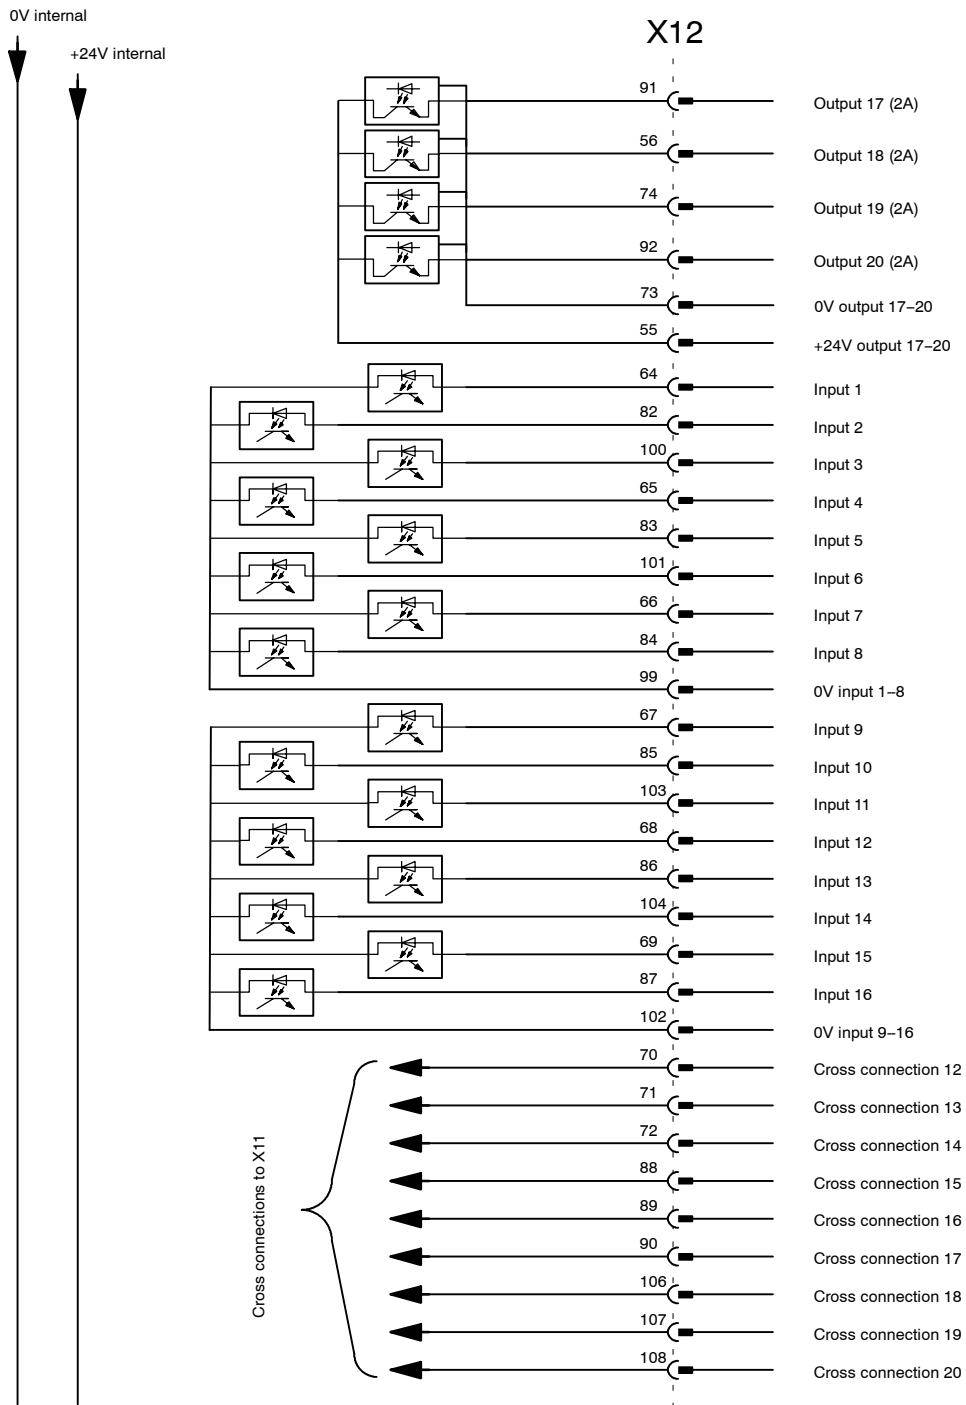 0V internal
+24V internal
X12
91 Output 17 (2A)
56 Output 18 (2A)
74 Output 19 (2A)
92 Output 20 (2A)
73 0V output 17–20
55 +24V output 17–20
64 Input 1
82 Input 2
100 Input 3
65 Input 4
83 Input 5
101 Input 6
66 Input 7
84 Input 8
99 0V input 1–8
67 Input 9
85 Input 10
103 Input 11
68 Input 12
86 Input 13
104 Input 14
69 Input 15
87 Input 16
102 0V input 9–16
Cross connections to X11
70 Cross connection 12
71 Cross connection 13
72 Cross connection 14
88 Cross connection 15
89 Cross connection 16
90 Cross connection 17
106 Cross connection 18
107 Cross connection 19
108 Cross connection 20